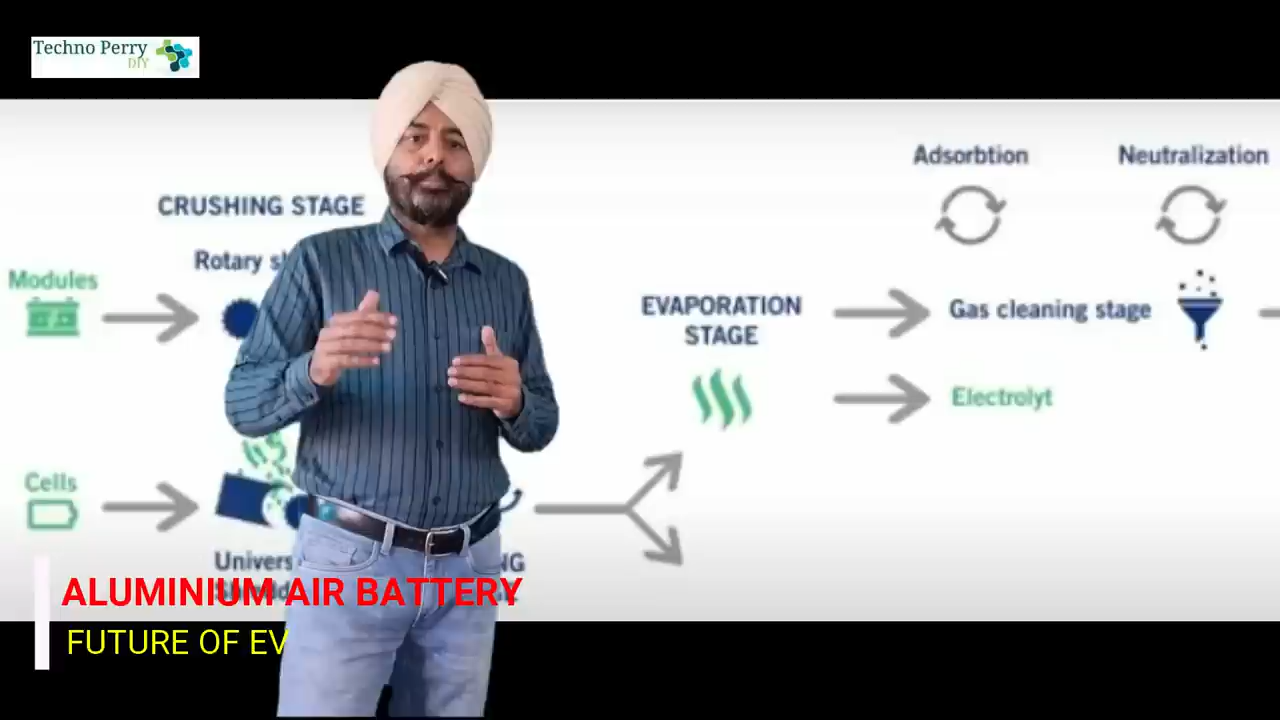 Techno Perry
DIY
Adsorbtion
Neutralization
CRUSHING STAGE
Rotary
Modules
EVAPORATION
STAGE
Gas cleaning stage
Electrolyt
Cells
ALUMINIUM AIR BATTERY
FUTURE OF EV